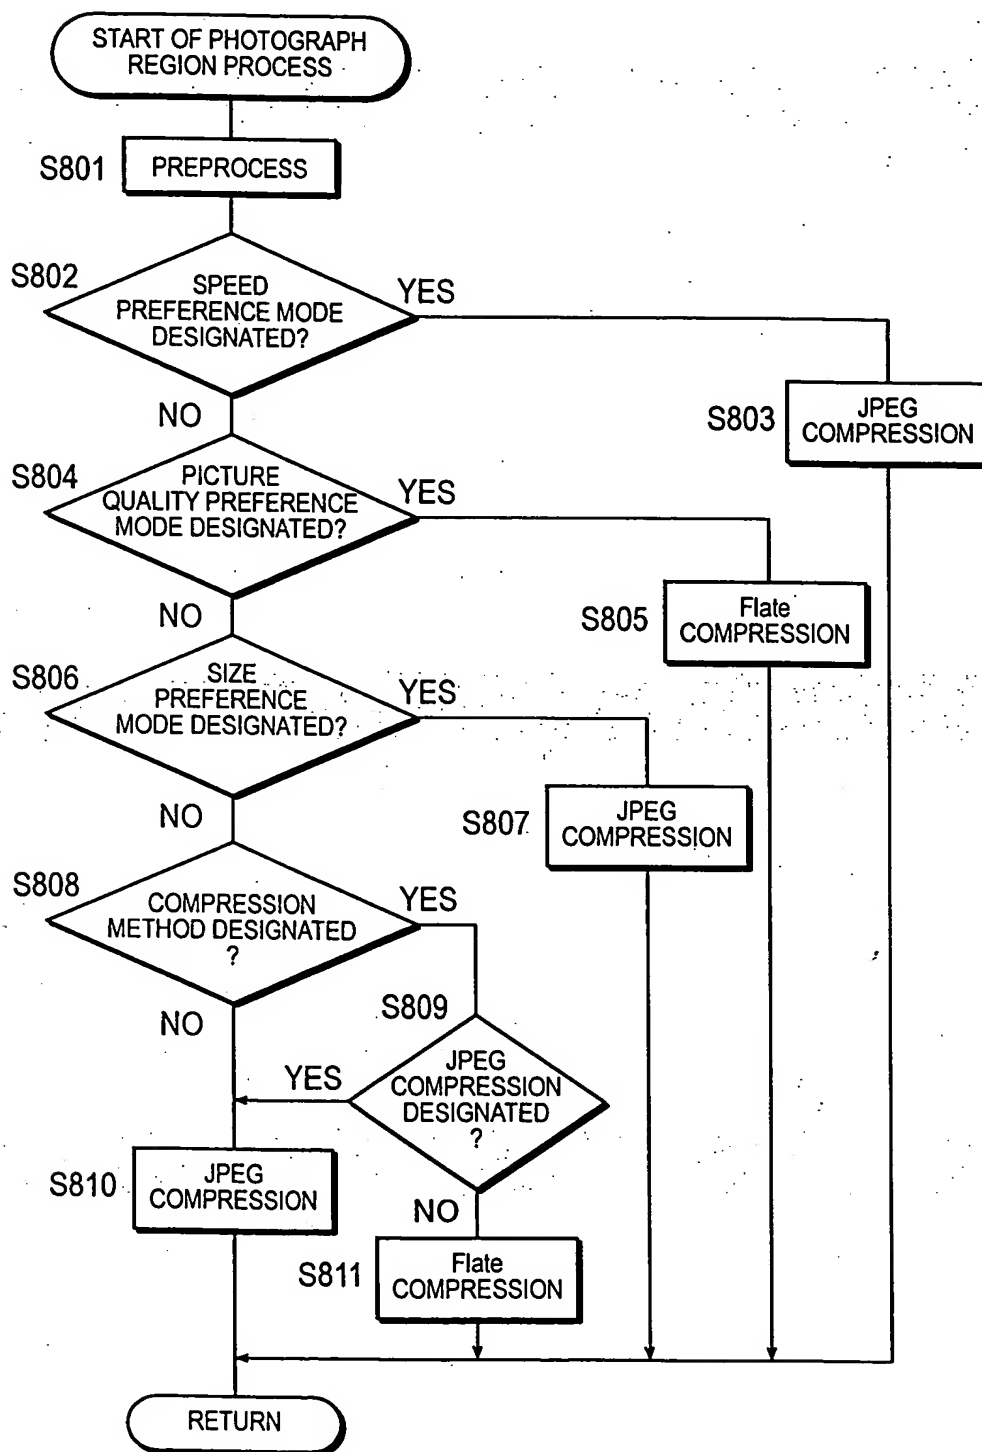 START OF PHOTOGRAPH
REGION PROCESS
S801
PREPROCESS
S802
SPEED
PREFERENCE MODE
DESIGNATED?
YES
NO
S803
JPEG
COMPRESSION
S804
PICTURE
QUALITY PREFERENCE
MODE DESIGNATED?
YES
NO
S805
Flate
COMPRESSION
S806
SIZE
PREFERENCE
MODE DESIGNATED?
YES
NO
S807
JPEG
COMPRESSION
S808
COMPRESSION
METHOD DESIGNATED
?
YES
NO
S809
JPEG
COMPRESSION
DESIGNATED
?
YES
NO
S810
JPEG
COMPRESSION
S811
Flate
COMPRESSION
RETURN